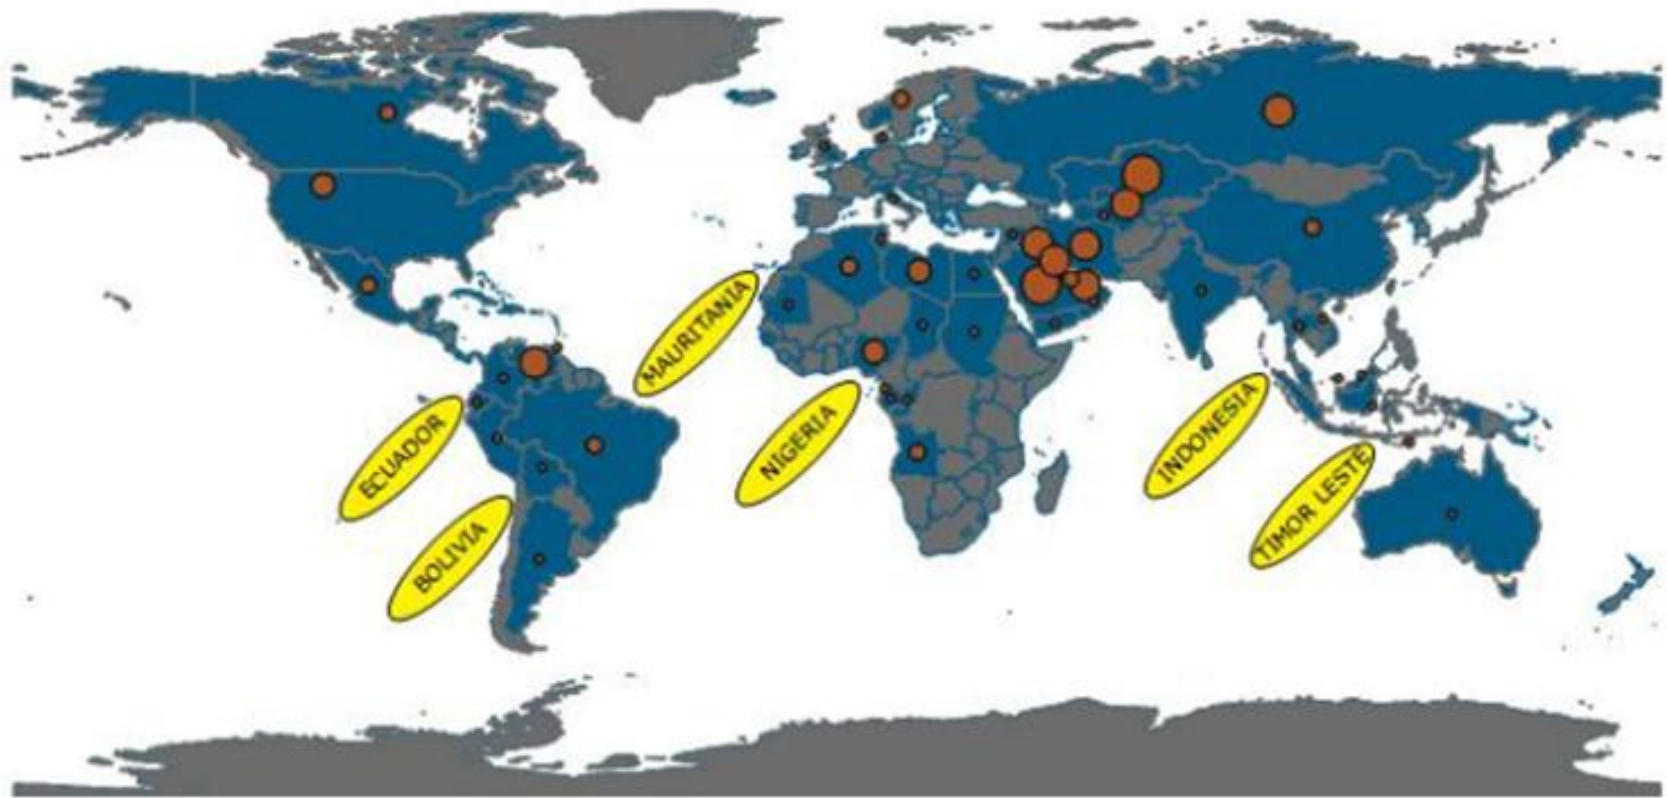 MAURITANIA
ECUADOR
NIGERIA
INDONESIA
BOLIVIA
TIMOR LESTE